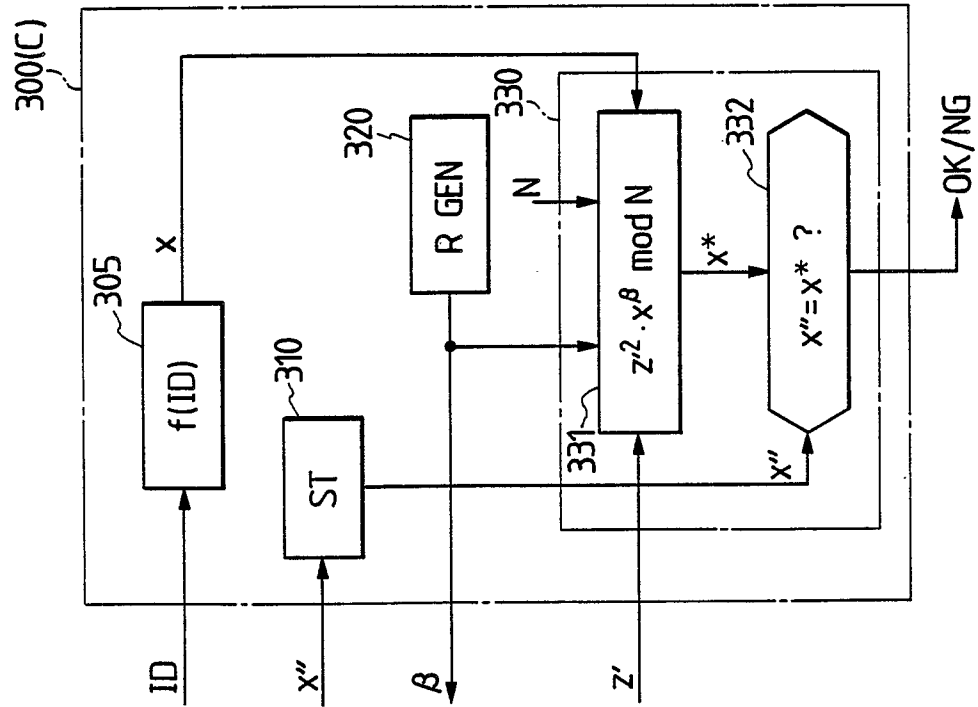 300(C)
ID
305
f(ID)
x
x″
310
ST
β
320
R GEN
330
N
z′
331
z′² · x^β mod N
x*
x″
332
x″=x* ?
OK/NG